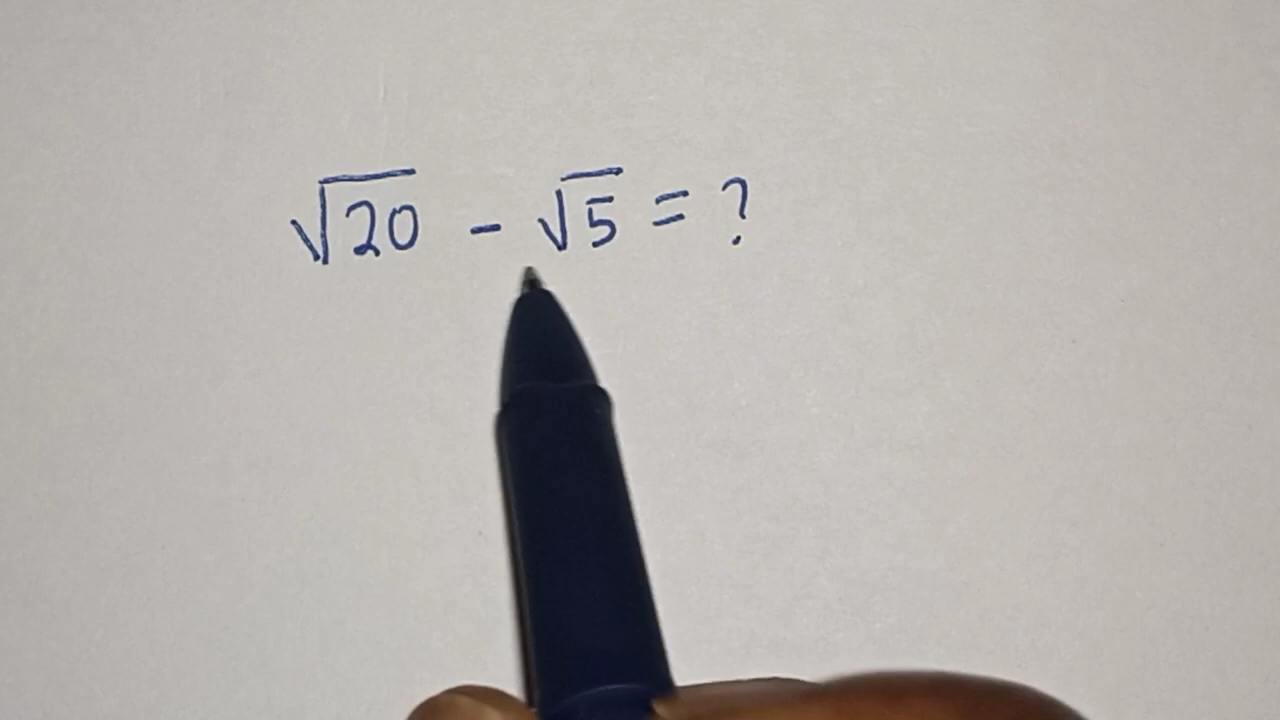 √20 - √5 = ?